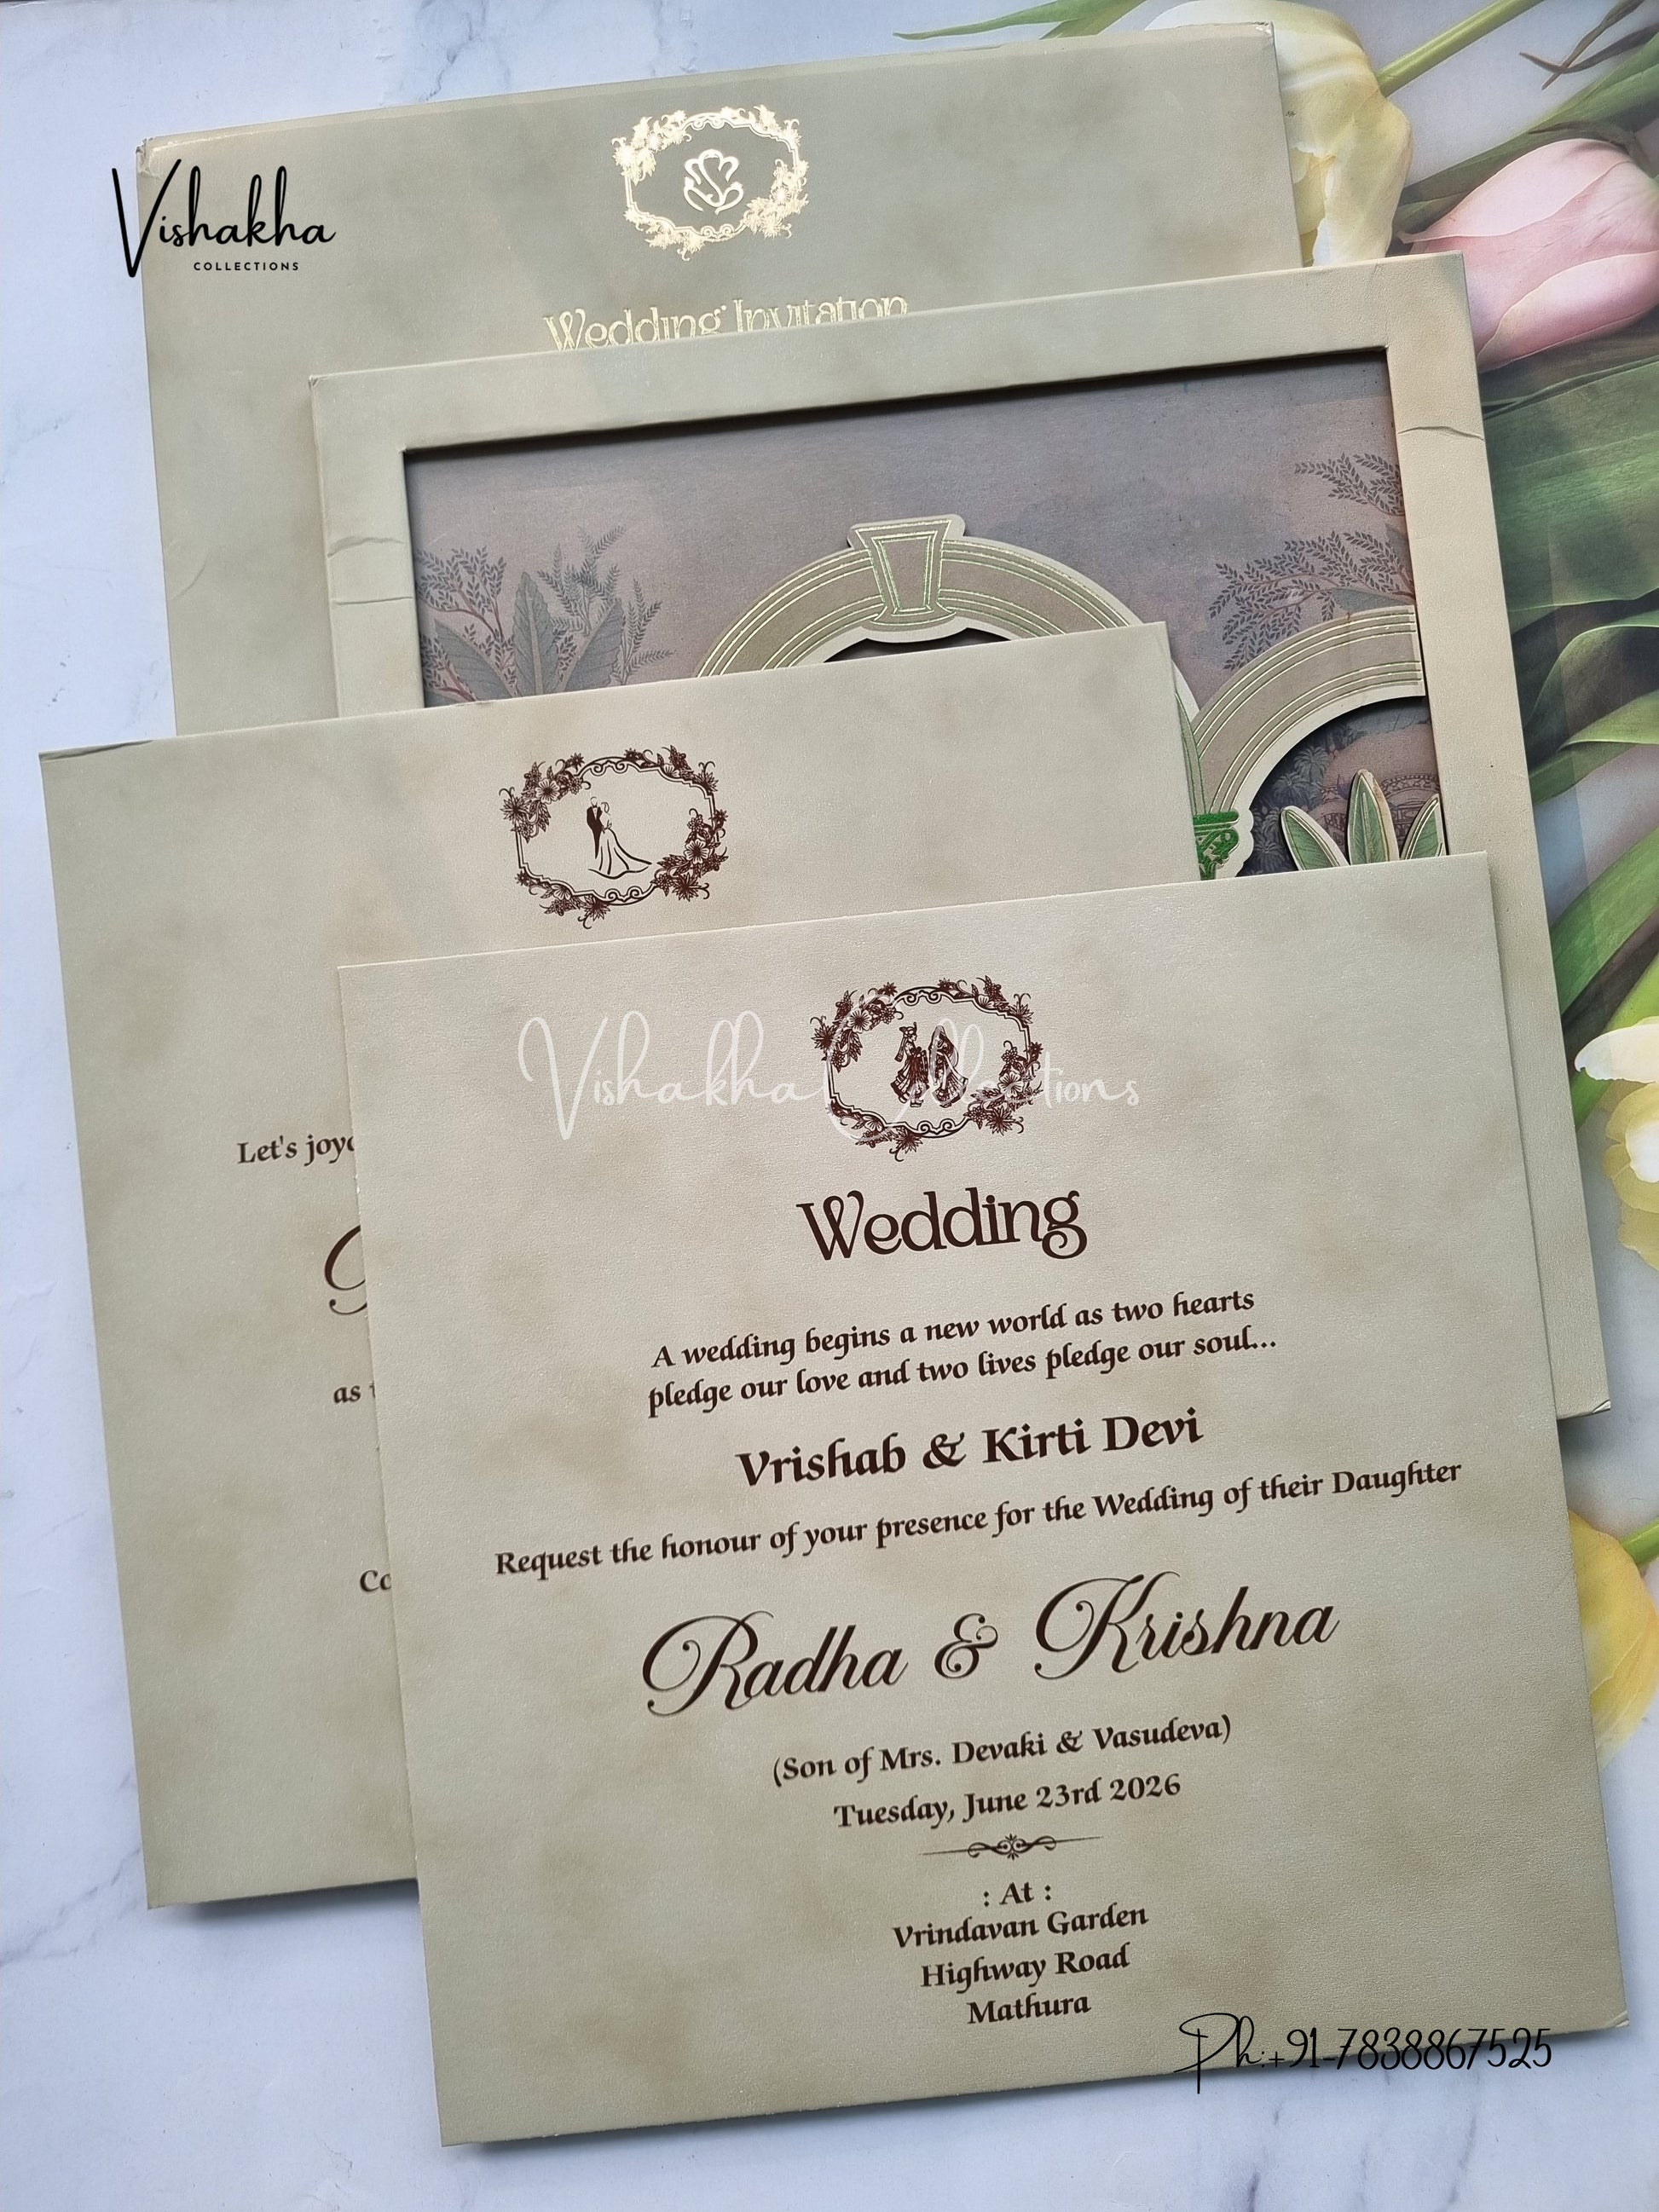 Vishakha
COLLECTIONS
Wedding Invitation
Let's
as
Vishakha Collections
Wedding
A wedding begins a new world as two hearts
pledge our love and two lives pledge our soul...
Vrishab & Kirti Devi
Request the honour of your presence for the Wedding of their Daughter
Radha & Krishna
(Son of Mrs. Devaki & Vasudeva)
Tuesday, June 23rd 2026
: At :
Vrindavan Garden
Highway Road
Mathura
Ph:+91-7838867525